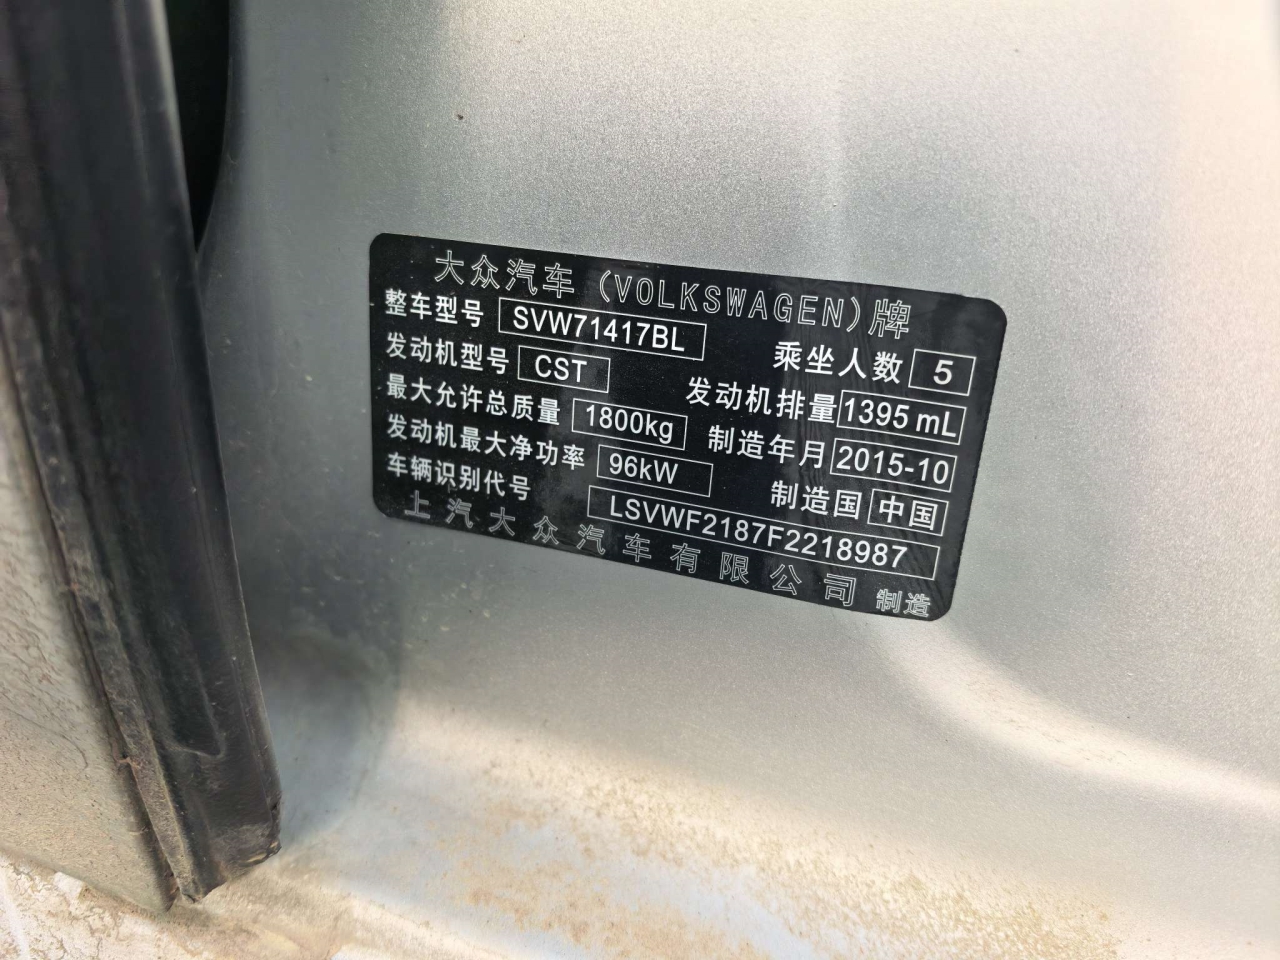 大众汽车(VOLKSWAGEN)牌
整车型号 SVW71417BL 乘坐人数 5
发动机型号 CST 发动机排量 1395 mL
最大允许总质量 1800kg 制造年月 2015-10
发动机最大净功率 96kW 制造国 中国
车辆识别代号 LSVWF2187F2218987
上汽大众汽车有限公司 制造